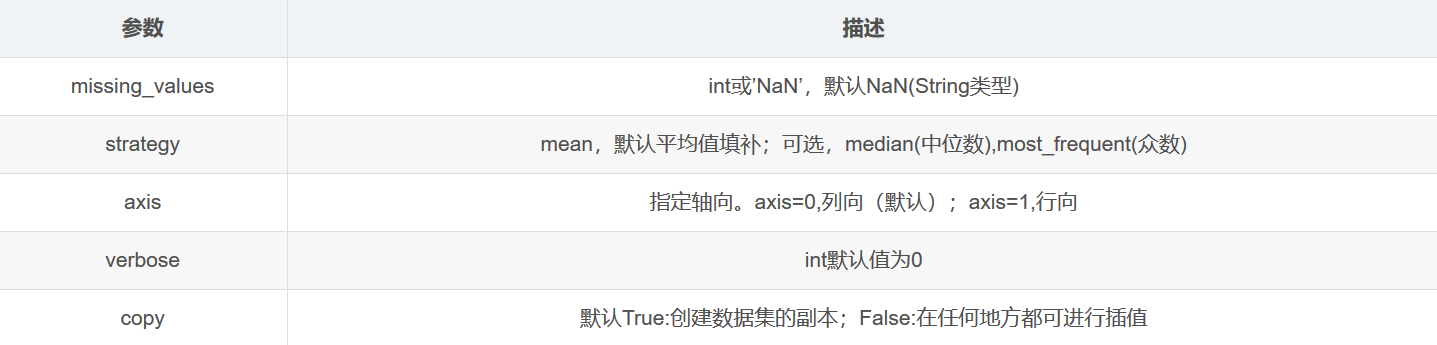 参数 描述
missing_values int或’NaN’，默认NaN(String类型)
strategy mean，默认平均值填补；可选，median(中位数),most_frequent(众数)
axis 指定轴向。axis=0,列向（默认）；axis=1,行向
verbose int默认值为0
copy 默认True:创建数据集的副本；False:在任何地方都可进行插值